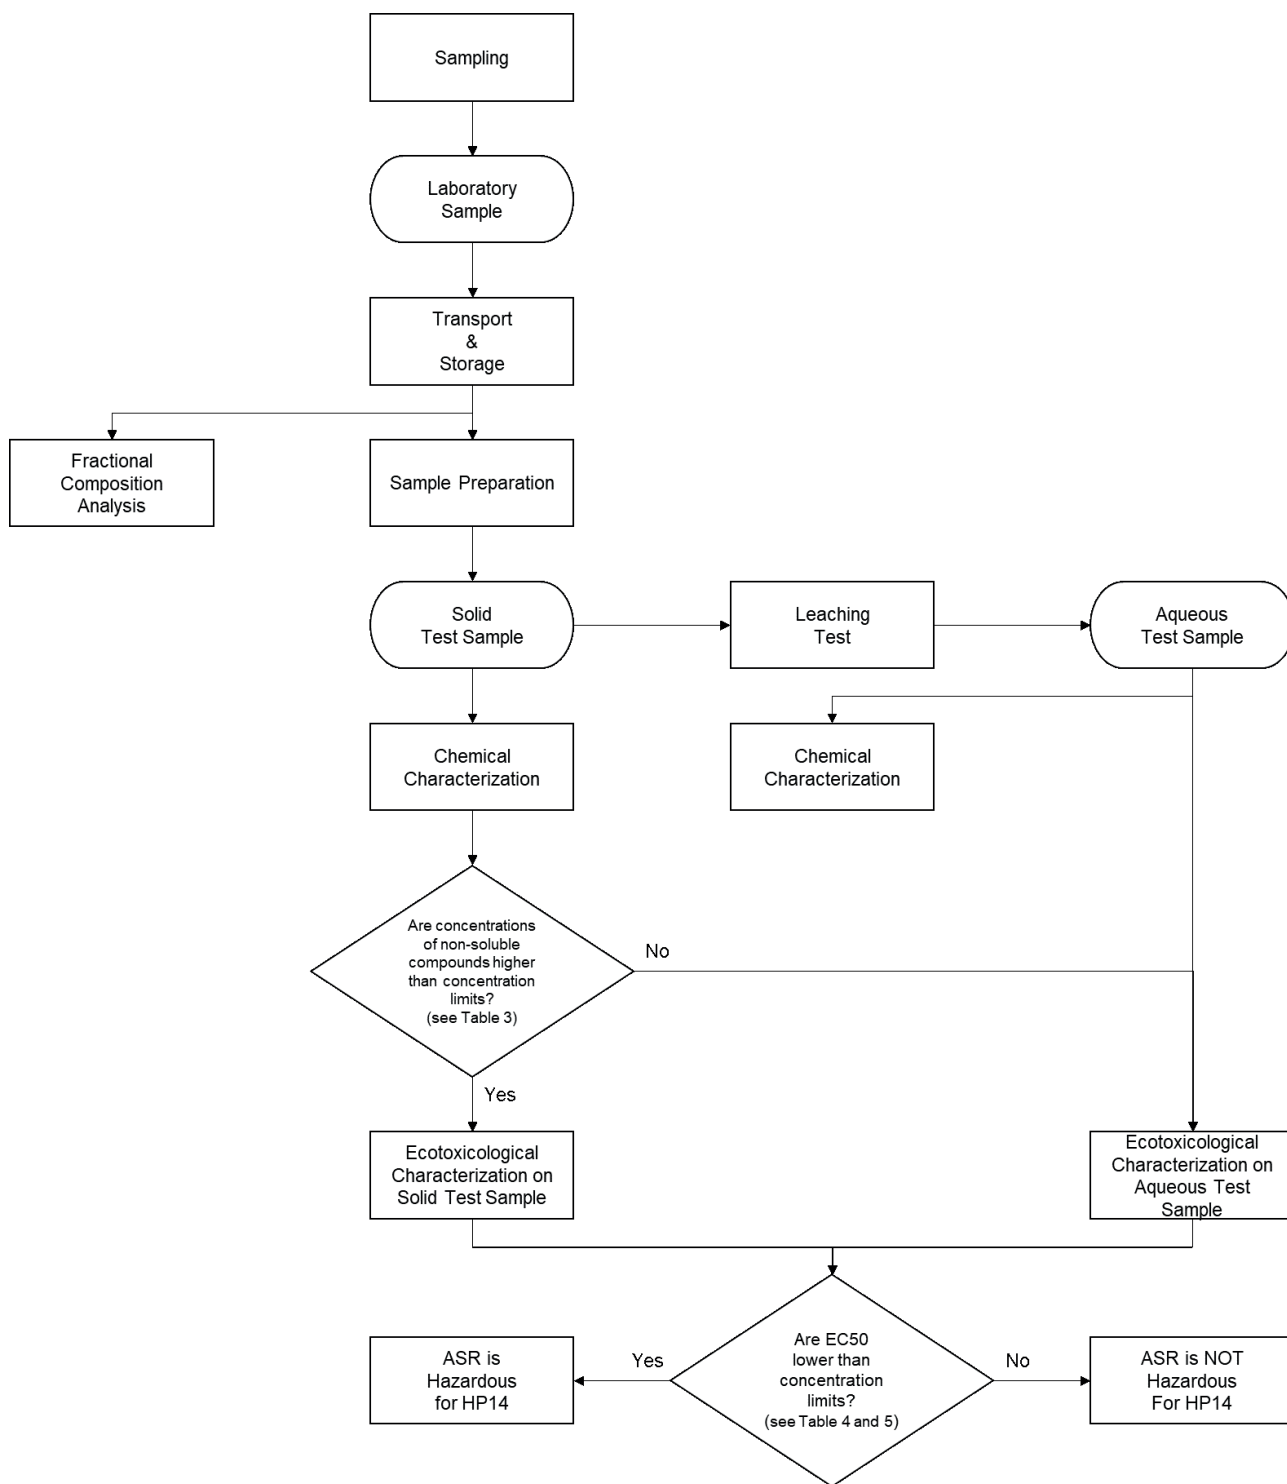 Sampling
Laboratory
Sample
Transport
&
Storage
Fractional
Composition
Analysis
Sample Preparation
Solid
Test Sample
Leaching
Test
Aqueous
Test Sample
Chemical
Characterization
Chemical
Characterization
Are concentrations
of non-soluble
compounds higher
than concentration
limits?
(see Table 3)
No
Yes
Ecotoxicological
Characterization on
Solid Test Sample
Ecotoxicological
Characterization on
Aqueous Test
Sample
ASR is
Hazardous
for HP14
Yes
Are EC50
lower than
concentration
limits?
(see Table 4 and 5)
No
ASR is NOT
Hazardous
For HP14